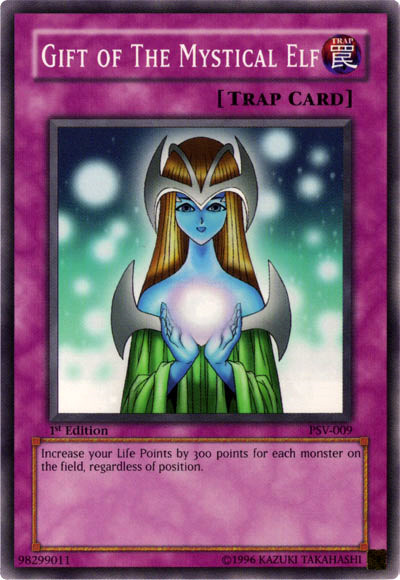 Gift of The Mystical Elf
TRAP
罠
[Trap Card]
1st Edition
PSV-009
Increase your Life Points by 300 points for each monster on
the field, regardless of position.
98299011
©1996 KAZUKI TAKAHASHI